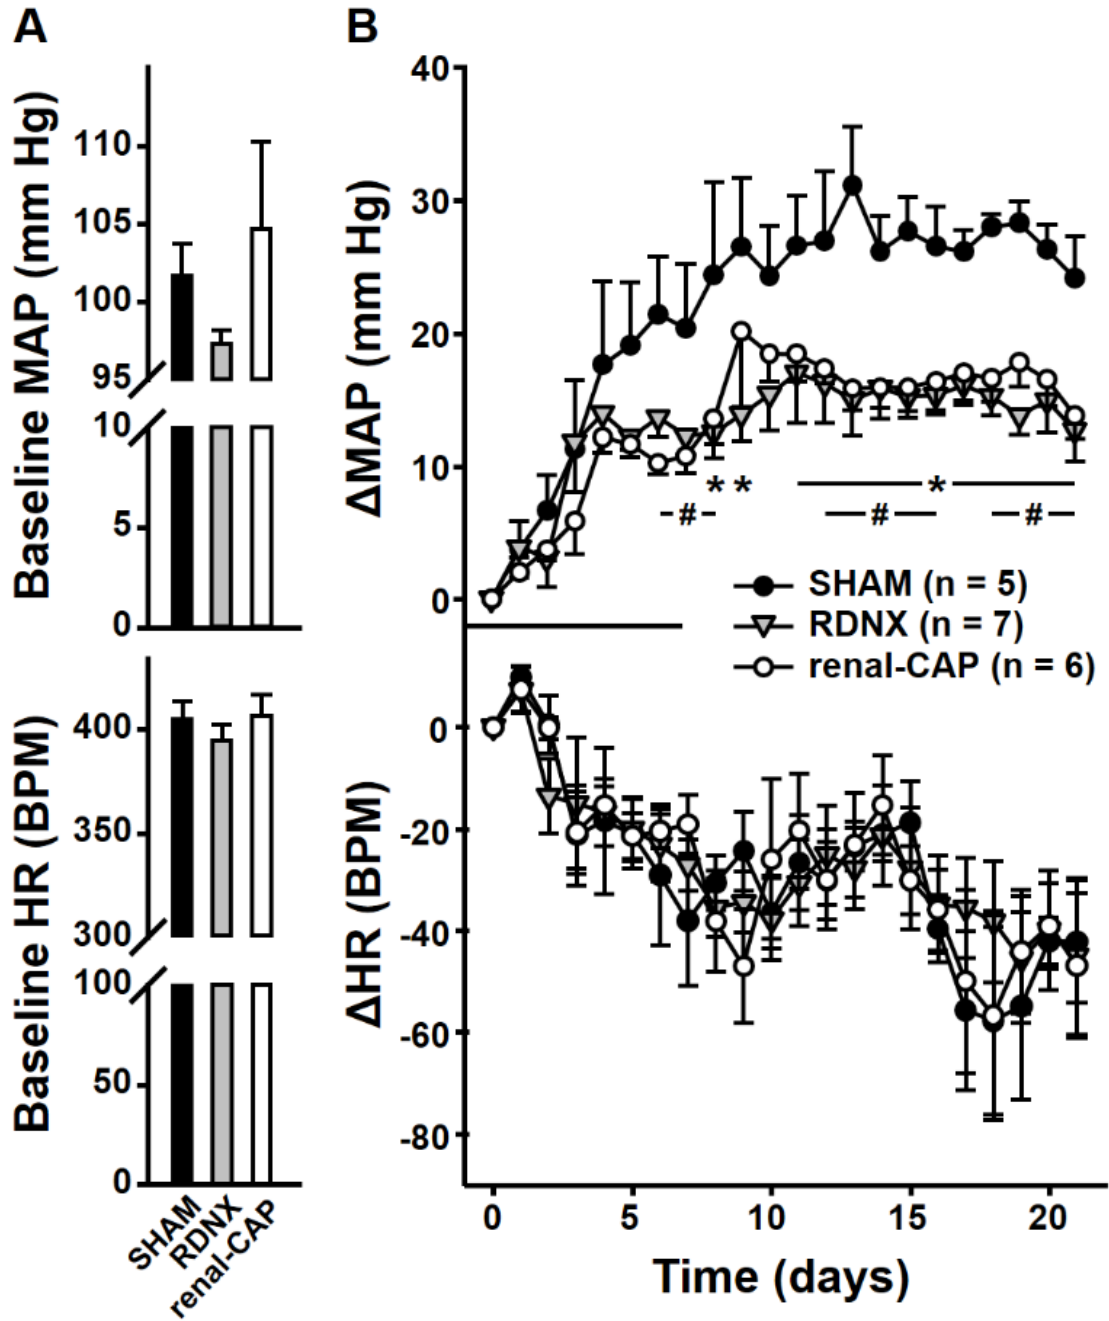 A
Baseline MAP (mm Hg)
110
105
100
95
10
5
0
Baseline HR (BPM)
400
350
300
100
50
0
SHAM
RDNX
renal-CAP
B
ΔMAP (mm Hg)
40
30
20
10
0
* *
*
#
#
#
SHAM (n = 5)
RDNX (n = 7)
renal-CAP (n = 6)
ΔHR (BPM)
0
-20
-40
-60
-80
0 5 10 15 20
Time (days)